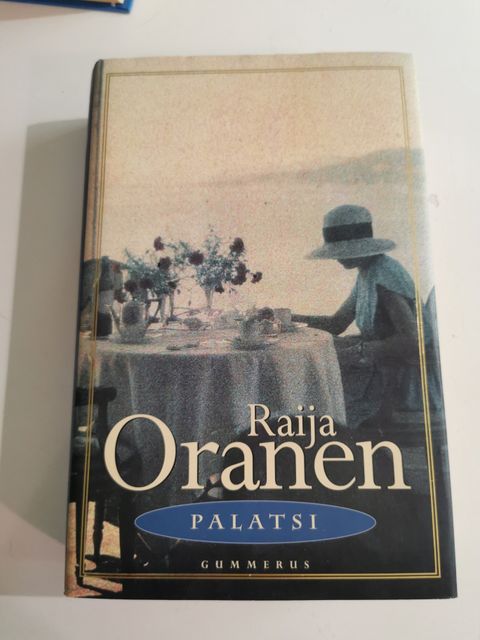 Raija
Oranen
PALATSI
GUMMERUS